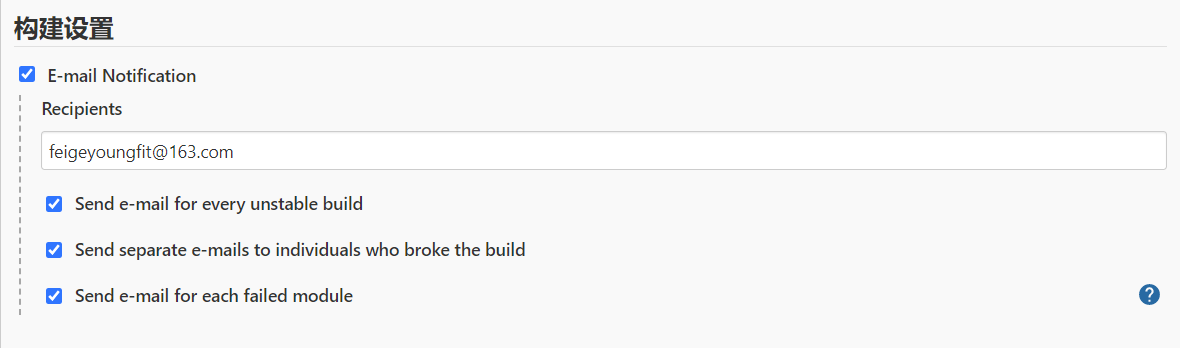 构建设置
E-mail Notification
Recipients
feigeyoungfit@163.com
Send e-mail for every unstable build
Send separate e-mails to individuals who broke the build
Send e-mail for each failed module
?